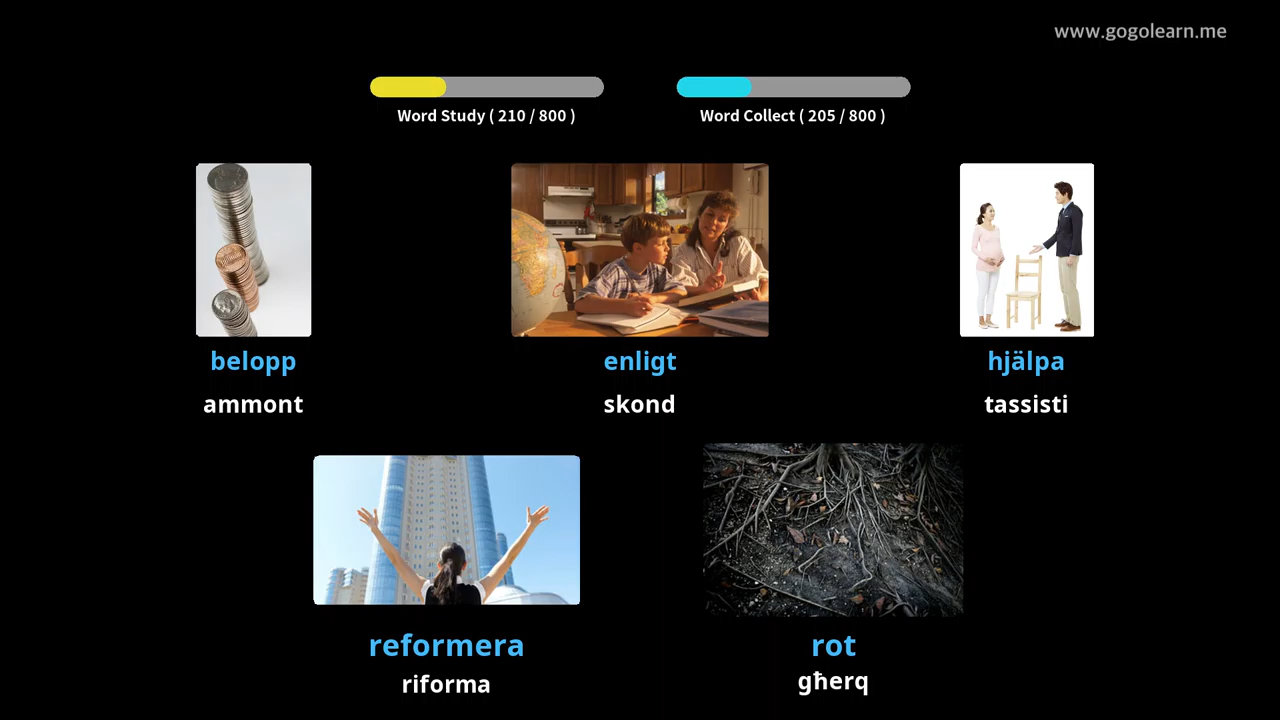 www.gogolearn.me
Word Study ( 210 / 800 )
Word Collect ( 205 / 800 )
belopp
ammont
enligt
skond
hjälpa
tassisti
reformera
riforma
rot
għerq